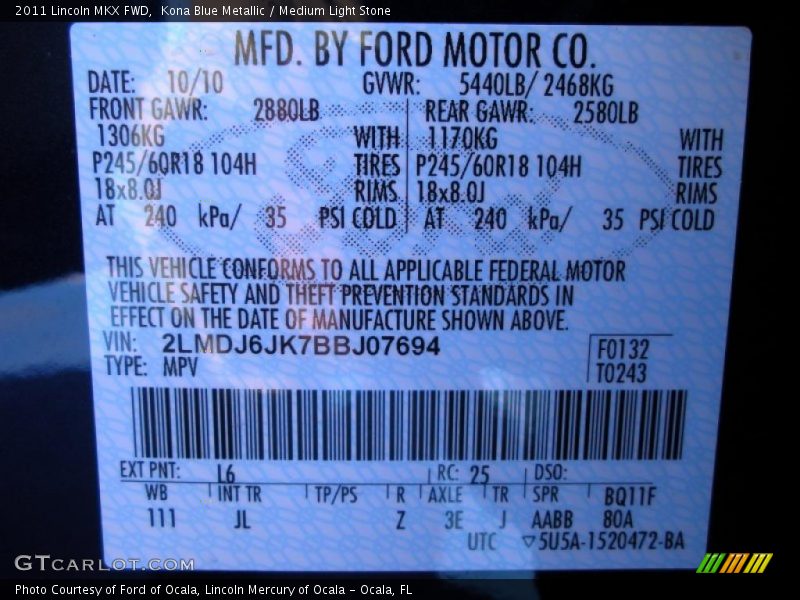 2011 Lincoln MKX FWD, Kona Blue Metallic / Medium Light Stone
MFD. BY FORD MOTOR CO.
DATE: 10/10 GVWR: 5440LB/ 2468KG
FRONT GAWR: 2880LB REAR GAWR: 2580LB
1306KG WITH 1170KG WITH
P245/60R18 104H TIRES P245/60R18 104H TIRES
18x8.0J RIMS 18x8.0J RIMS
AT 240 kPa/ 35 PSI COLD AT 240 kPa/ 35 PSI COLD
THIS VEHICLE CONFORMS TO ALL APPLICABLE FEDERAL MOTOR
VEHICLE SAFETY AND THEFT PREVENTION STANDARDS IN
EFFECT ON THE DATE OF MANUFACTURE SHOWN ABOVE.
VIN: 2LMDJ6JK7BBJ07694 F0132
TYPE: MPV T0243
EXT PNT: L6 RC: 25 DSO:
WB INT TR TP/PS R AXLE TR SPR BQ11F
111 JL Z 3E J AABB 80A
UTC ▽5U5A-1520472-BA
GTCARLOT.COM
Photo Courtesy of Ford of Ocala, Lincoln Mercury of Ocala - Ocala, FL